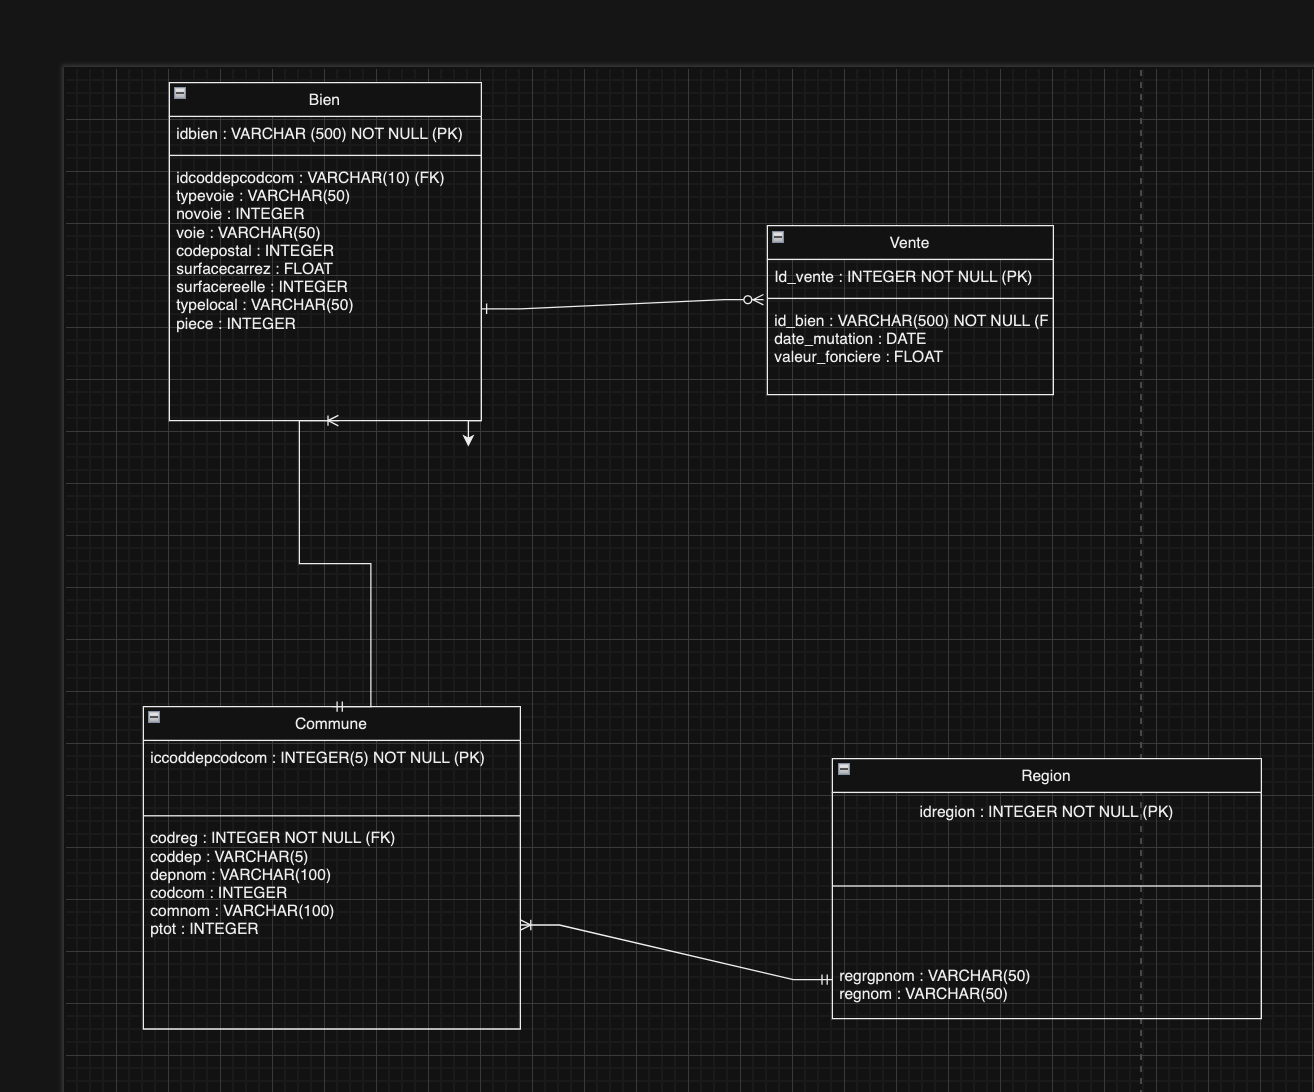 Bien
idbien : VARCHAR (500) NOT NULL (PK)
idcoddepcodcom : VARCHAR(10) (FK)
typevoie : VARCHAR(50)
novoie : INTEGER
voie : VARCHAR(50)
codepostal : INTEGER
surfacecarrez : FLOAT
surfacereelle : INTEGER
typelocal : VARCHAR(50)
piece : INTEGER
Vente
Id_vente : INTEGER NOT NULL (PK)
id_bien : VARCHAR(500) NOT NULL (F
date_mutation : DATE
valeur_fonciere : FLOAT
Commune
iccoddepcodcom : INTEGER(5) NOT NULL (PK)
codreg : INTEGER NOT NULL (FK)
coddep : VARCHAR(5)
depnom : VARCHAR(100)
codcom : INTEGER
comnom : VARCHAR(100)
ptot : INTEGER
Region
idregion : INTEGER NOT NULL (PK)
regrgpnom : VARCHAR(50)
regnom : VARCHAR(50)